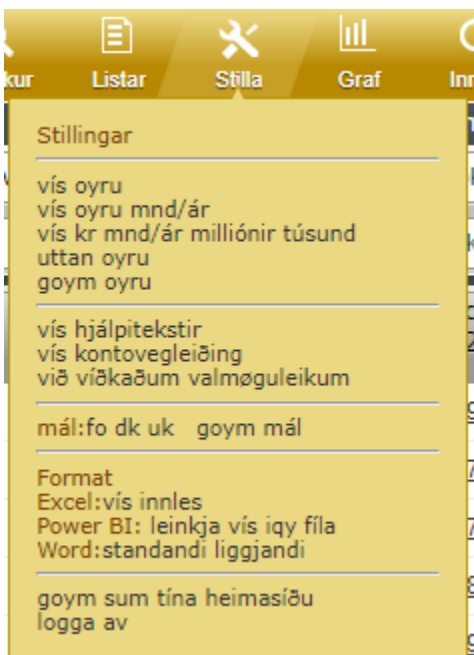 kur Listar Stilla Graf Inn
Stillingar
vís oyru
vís oyru mnd/ár
vís kr mnd/ár milliónir túsund
uttan oyru
goym oyru
vís hjálpitekstir
vís kontovegleiðing
við víðkaðum valmøguleikum
mál:fo dk uk goym mál
Format
Excel:vís innles
Power BI: leinkja vís iqy fíla
Word:standandi liggjandi
goym sum tína heimasíðu
logga av